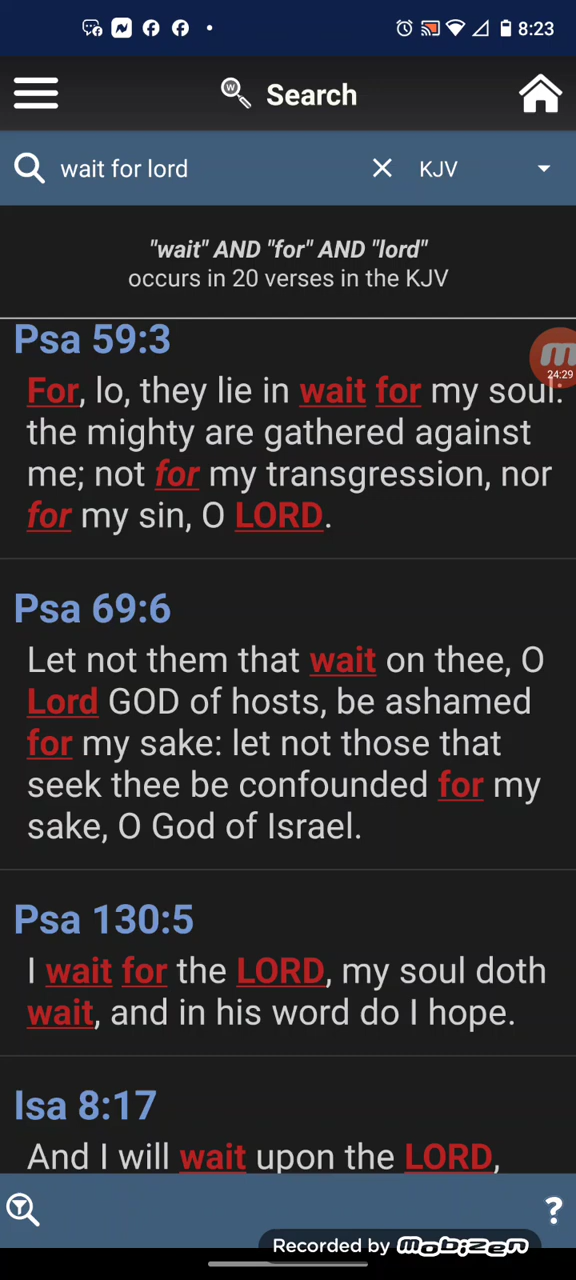 8:23
W
Search
wait for lord
KJV
"wait" AND "for" AND "lord"
occurs in 20 verses in the KJV
Psa 59:3
24:29
For, lo, they lie in wait for my soul:
the mighty are gathered against
me; not for my transgression, nor
for my sin, O LORD.
Psa 69:6
Let not them that wait on thee, O
Lord GOD of hosts, be ashamed
for my sake: let not those that
seek thee be confounded for my
sake, O God of Israel.
Psa 130:5
I wait for the LORD, my soul doth
wait, and in his word do I hope.
Isa 8:17
And I will wait upon the LORD,
?
Recorded by mobizen